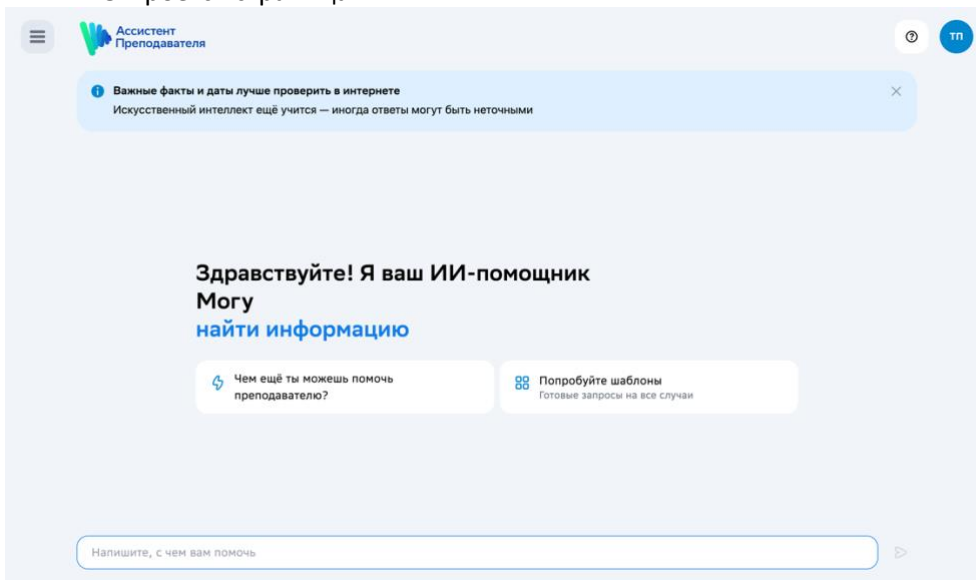 Ассистент
Преподавателя
ТП
Важные факты и даты лучше проверить в интернете
Искусственный интеллект ещё учится — иногда ответы могут быть неточными
Здравствуйте! Я ваш ИИ-помощник
Могу
найти информацию
Чем ещё ты можешь помочь
преподавателю?
Попробуйте шаблоны
Готовые запросы на все случаи
Напишите, с чем вам помочь